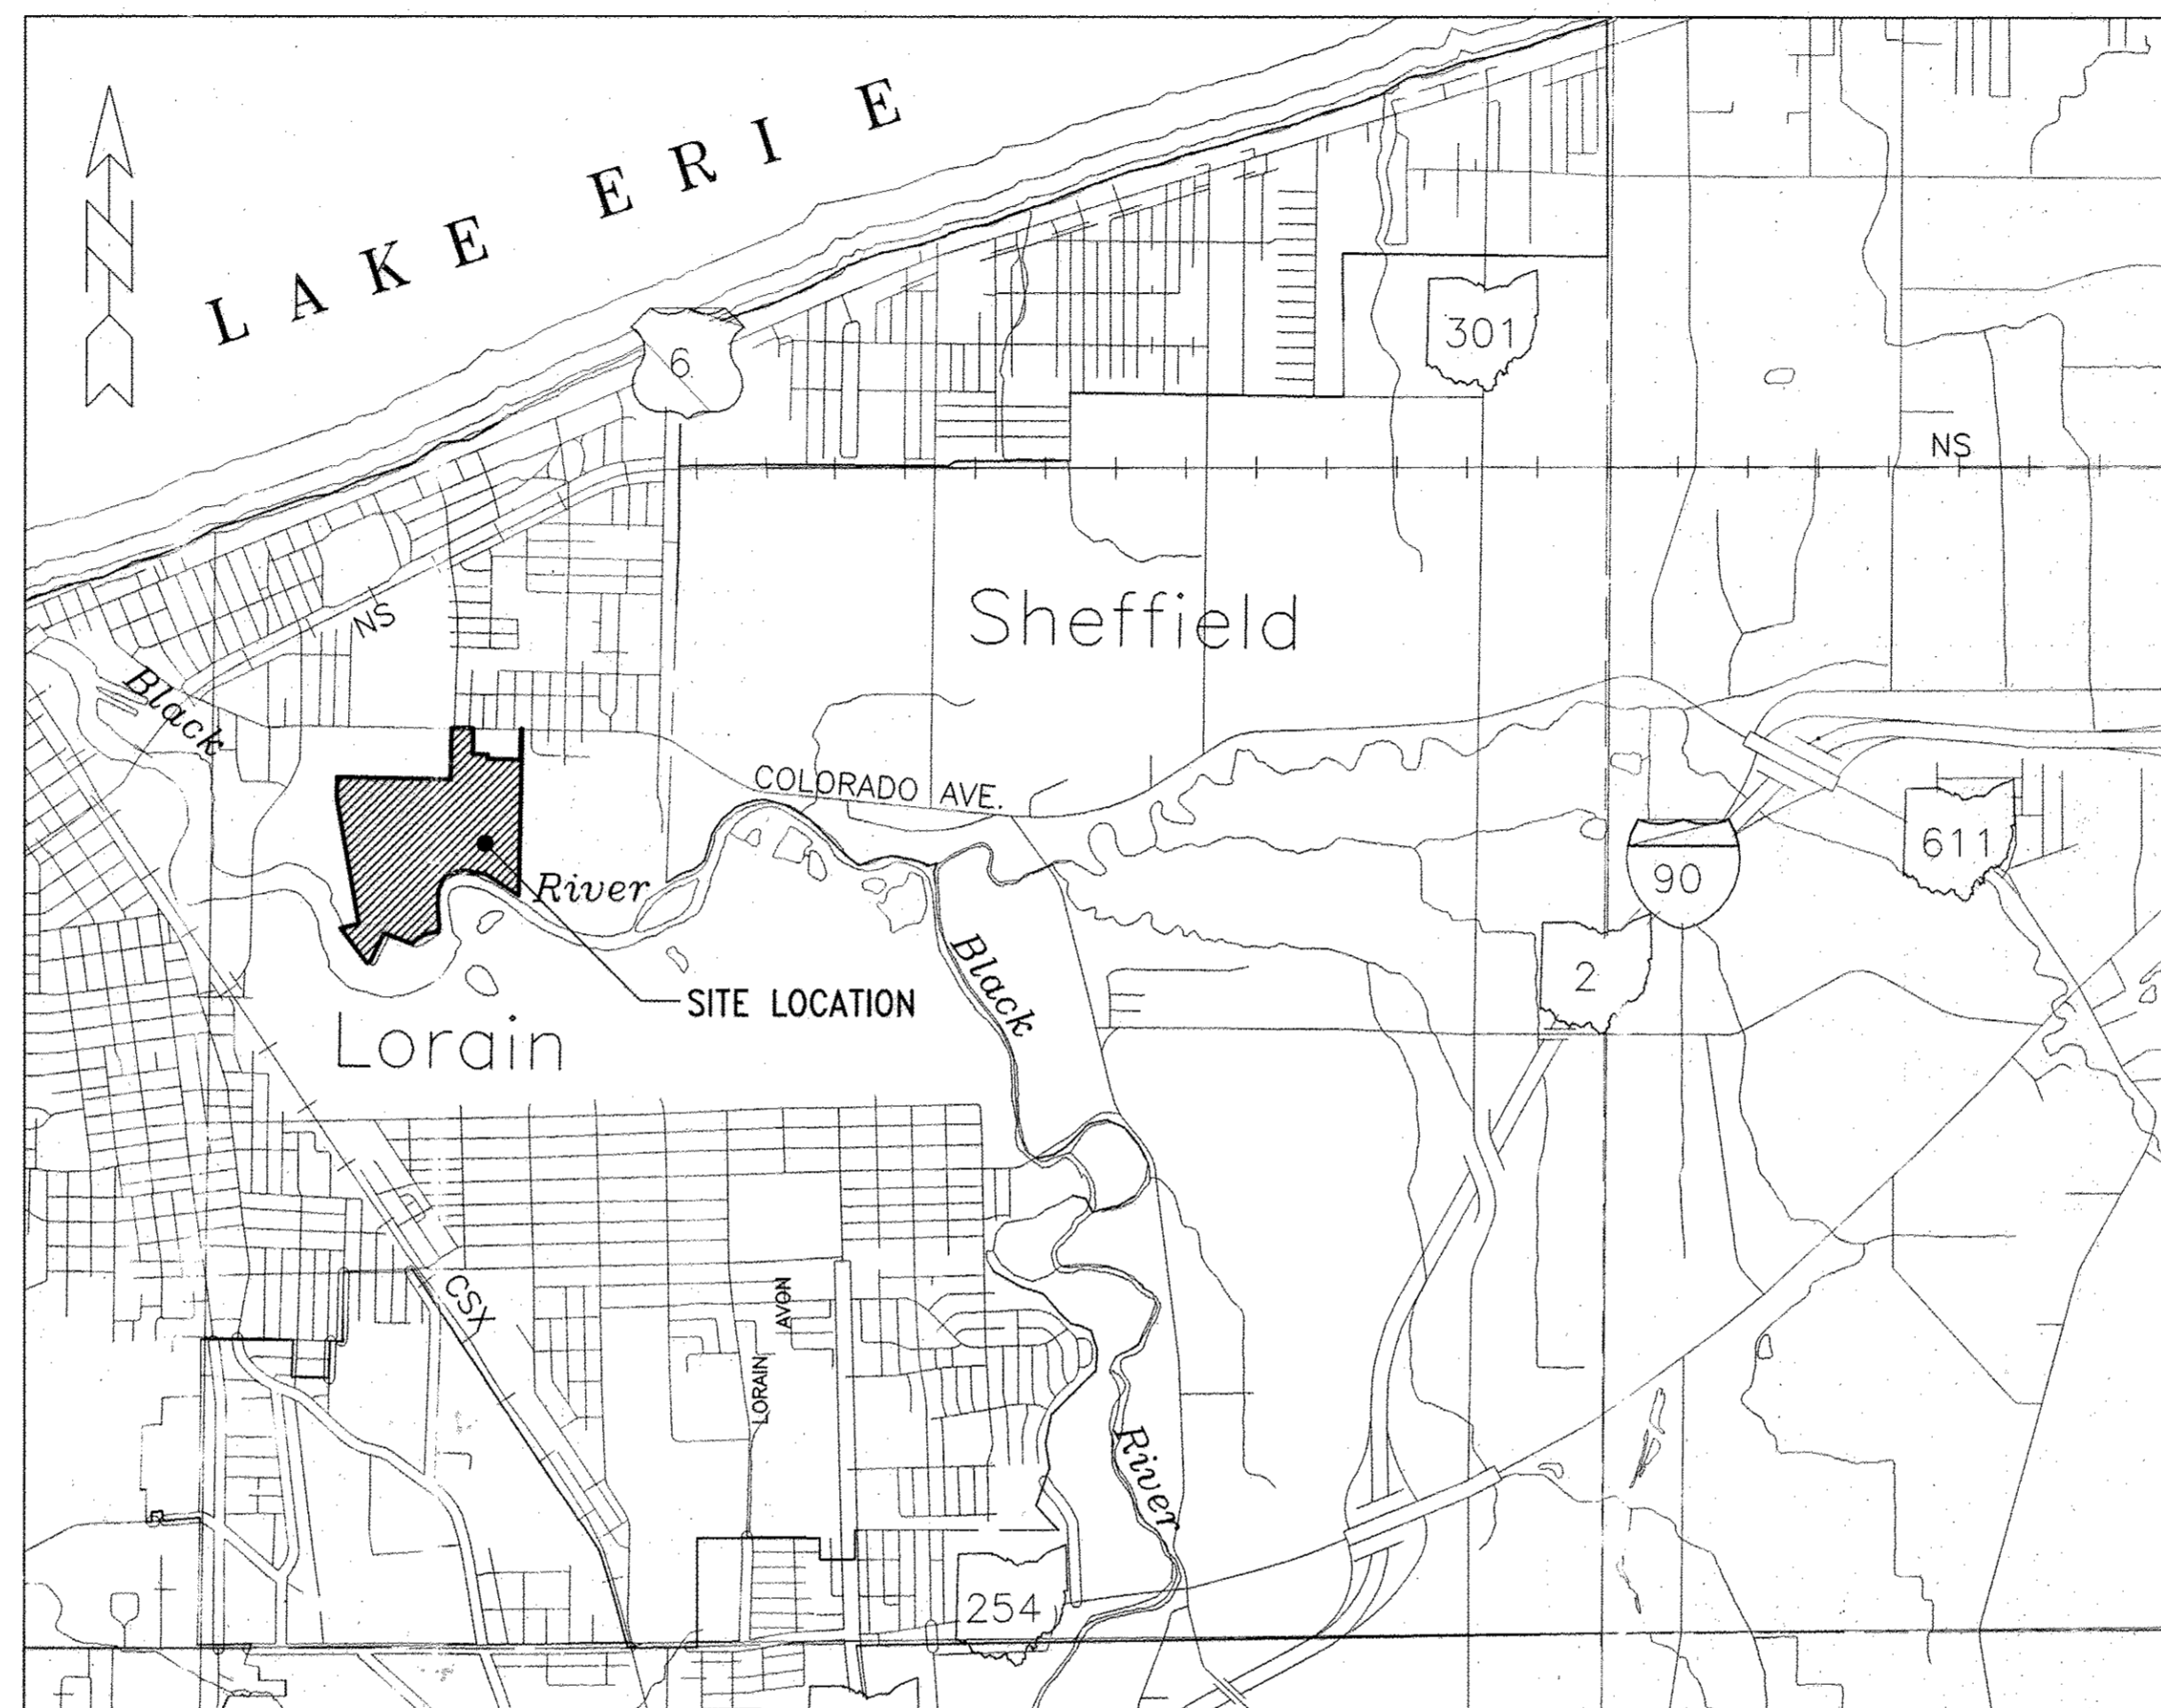 LAKE ERIE
N
6
301
NS
Sheffield
NS
Black
COLORADO AVE.
611
90
River
2
Black
SITE LOCATION
Lorain
CSX
AVON
LORAIN
River
254